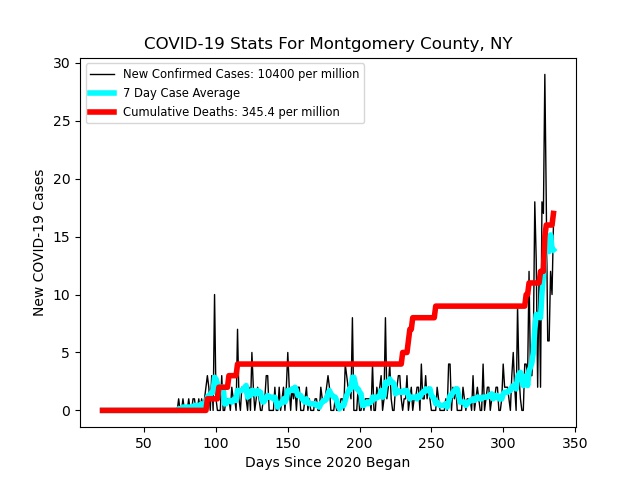 COVID-19 Stats For Montgomery County, NY
New Confirmed Cases: 10400 per million
7 Day Case Average
Cumulative Deaths: 345.4 per million
New COVID-19 Cases
30
25
20
15
10
5
0
50
100
150
200
250
300
350
Days Since 2020 Began